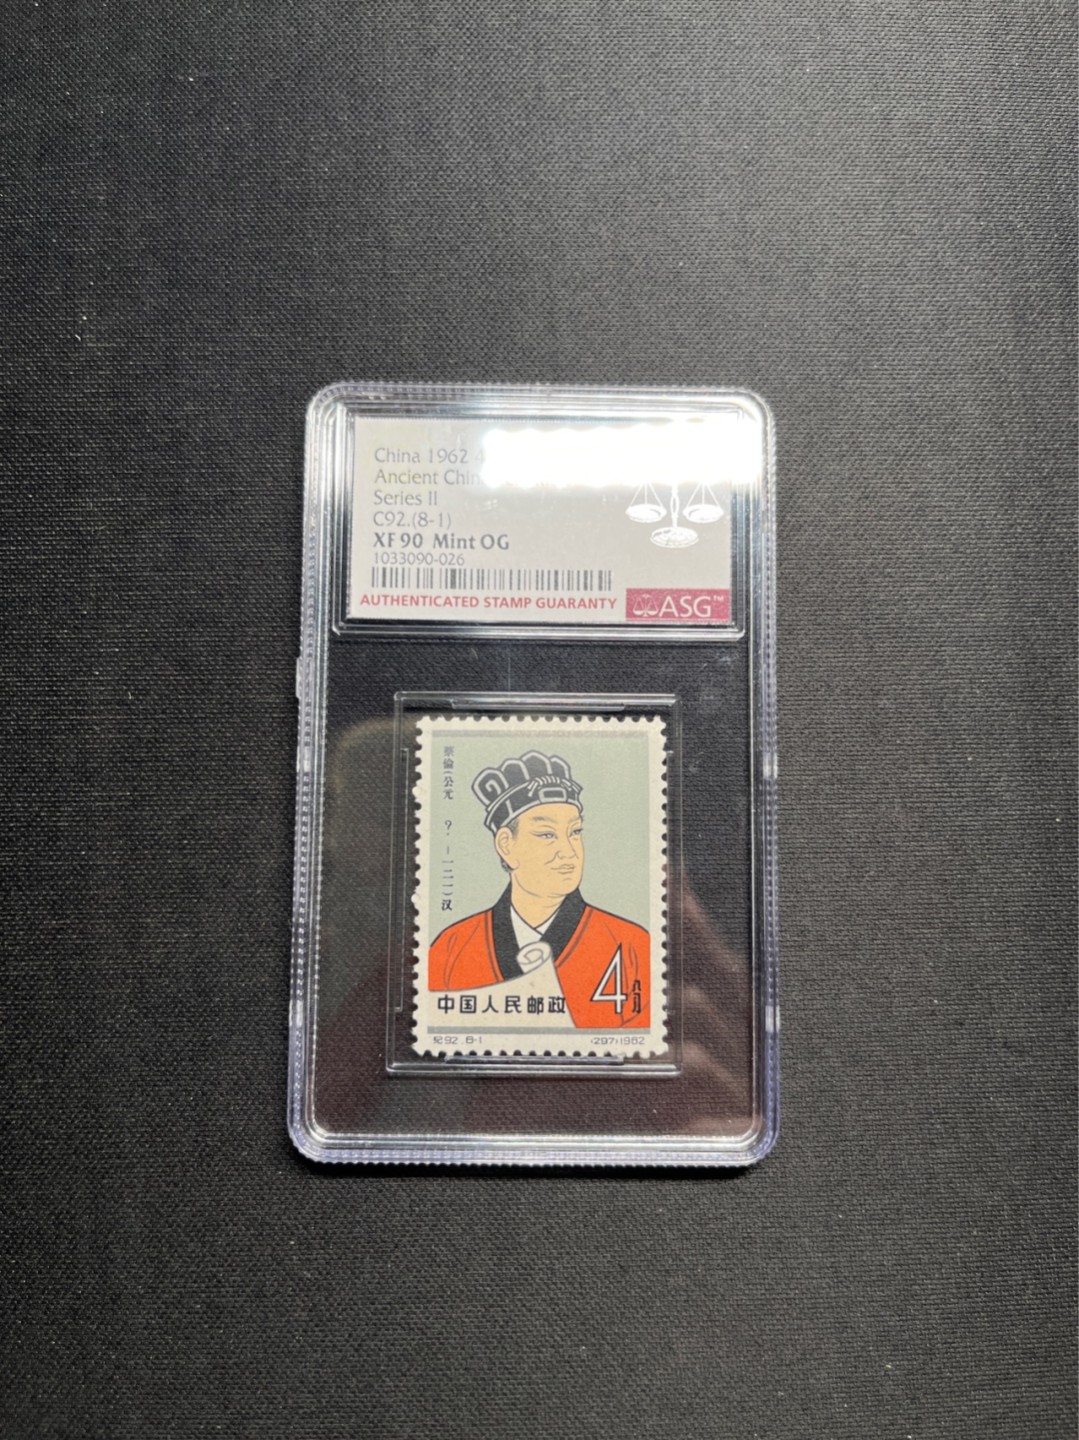 China 1962 4
Ancient Chin
Series II
C92.(8-1)
XF 90 Mint OG
1033090-026
AUTHENTICATED STAMP GUARANTY
ASG™
蔡倫(公元 ?-一二一)汉
4分
中国人民邮政
纪92.8-1
(297)1962